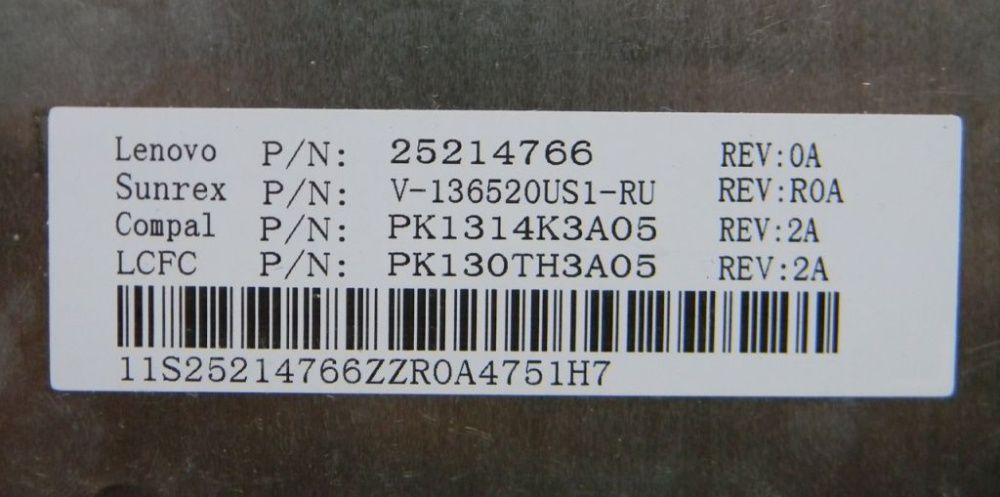 Lenovo P/N: 25214766 REV:0A
Sunrex P/N: V-136520US1-RU REV:R0A
Compal P/N: PK1314K3A05 REV:2A
LCFC P/N: PK130TH3A05 REV:2A
11S25214766ZZR0A4751H7